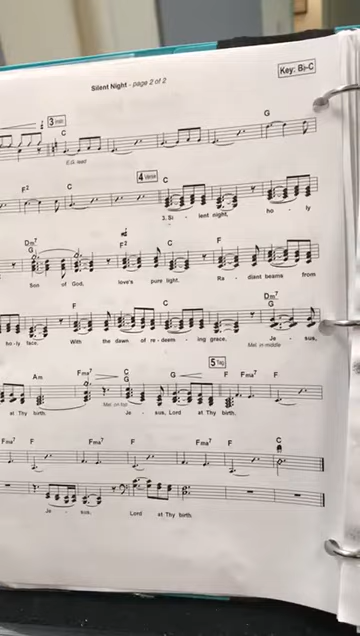 Silent Night - page 2 of 2
Key: B♭-C
3 Instr.
C G
E.G. lead
F2 C 4 Verse C
3. Si - lent night, ho - ly
Dm7 G F2 C F
Son of God, love's pure light. Ra - diant beams from
F C Dm7 G
ho - ly face. With the dawn of re - deem - ing grace, Je - sus,
Mel. in middle
Am Fma7 C G G 5 Tag F Fma7 F
at Thy birth. Je - sus, Lord at Thy birth.
Mel. on top
Fma7 F Fma7 F Fma7 F C
Je - sus, Lord at Thy birth.